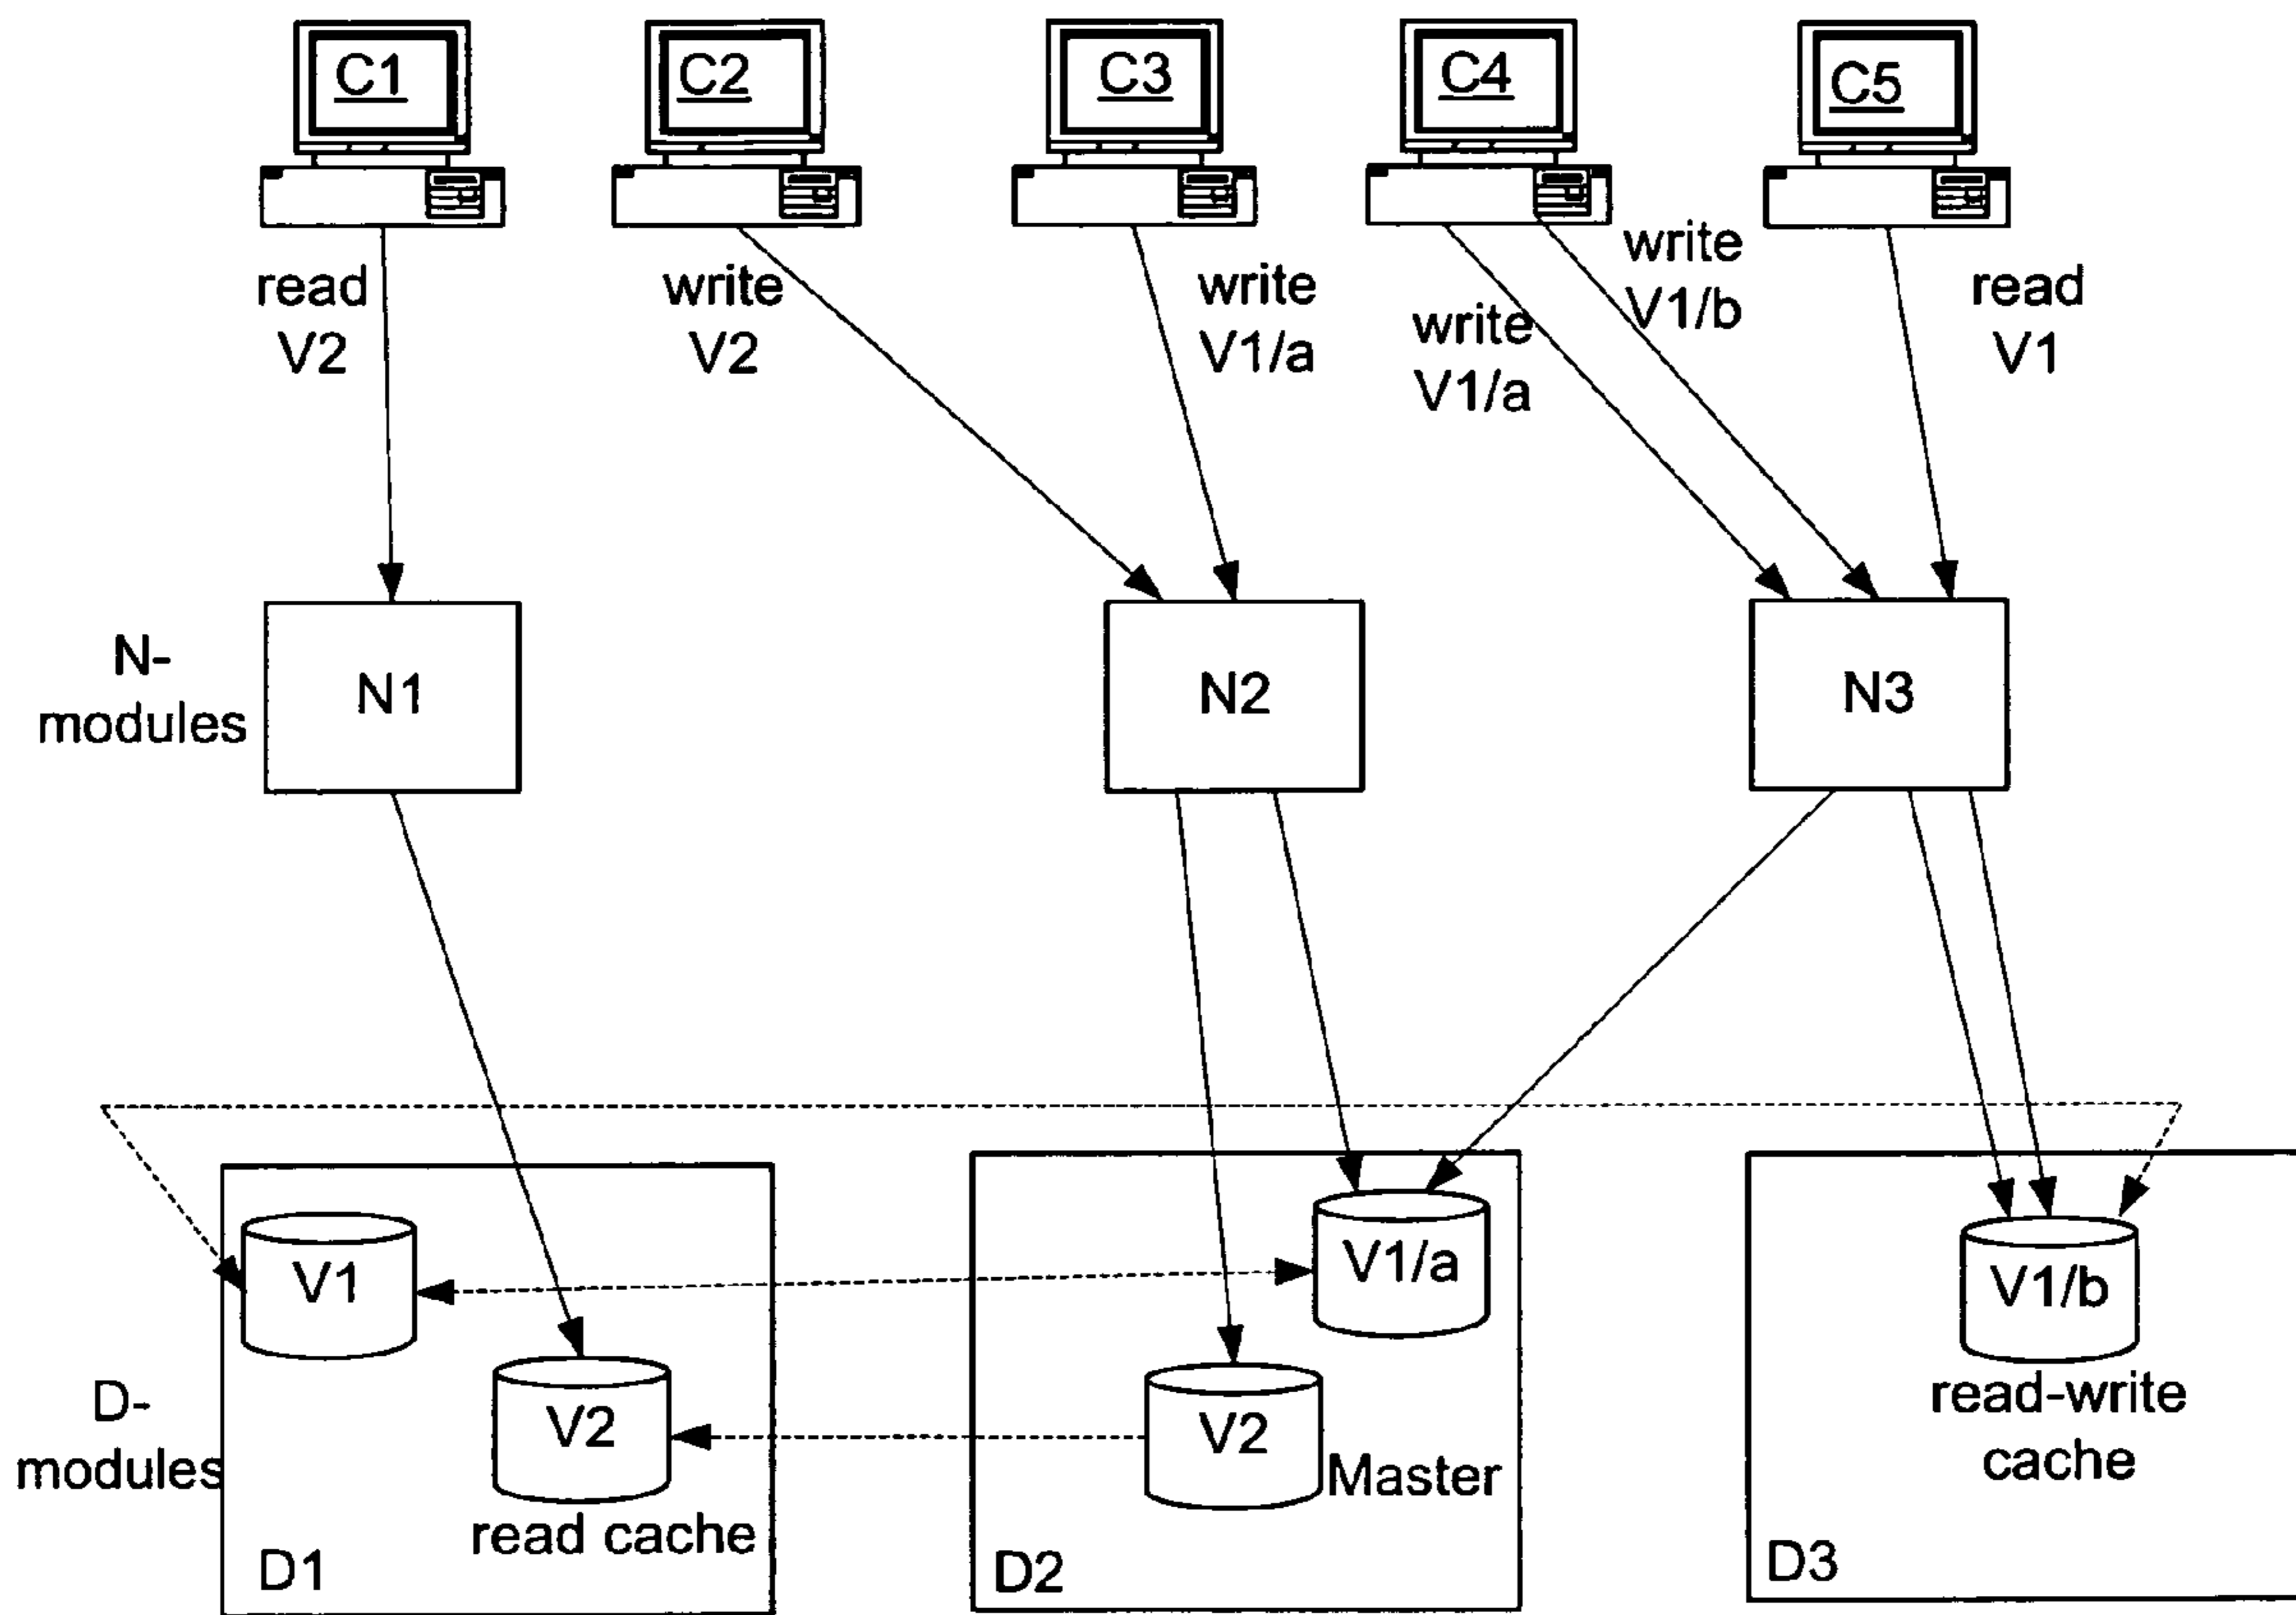 C1
C2
C3
C4
C5
read
V2
write
V2
write
V1/a
write
V1/a
write
V1/b
read
V1
N-
modules
N1
N2
N3
V1
V1/a
V1/b
read-write
cache
D-
modules
V2
read cache
V2
Master
D1
D2
D3